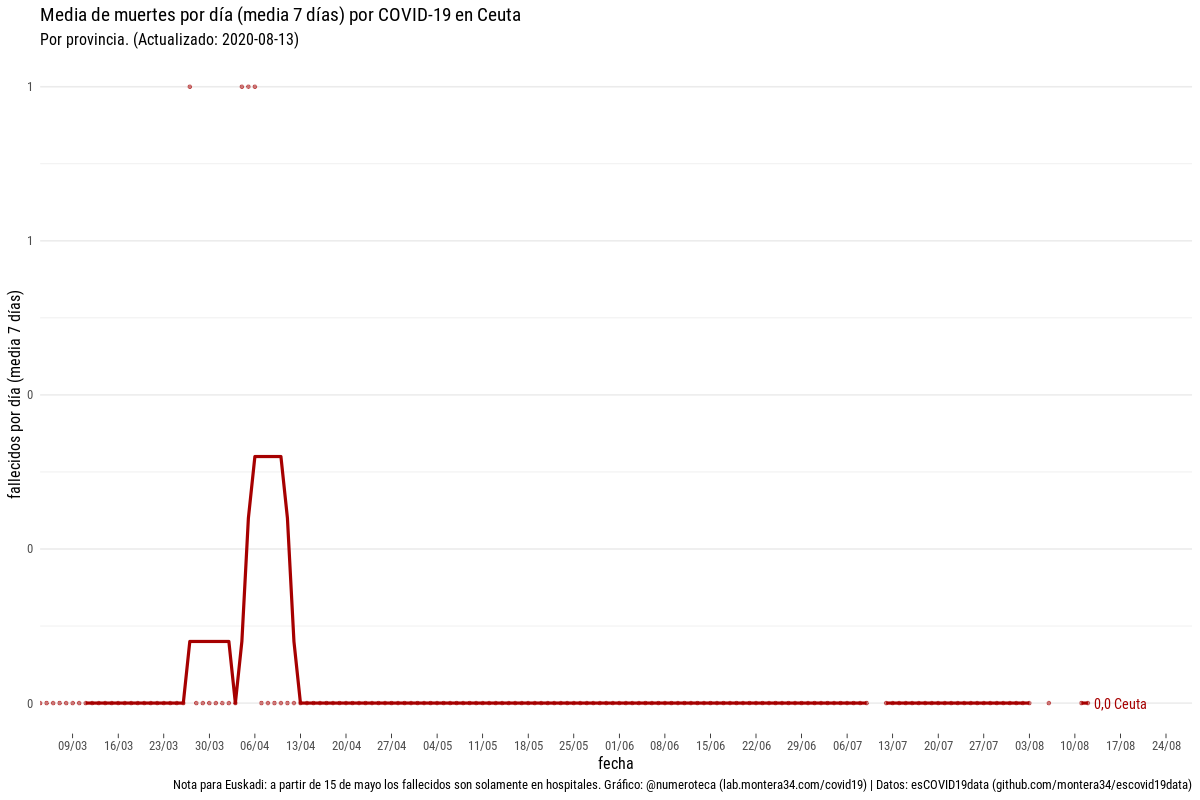 Media de muertes por día (media 7 días) por COVID-19 en Ceuta
Por provincia. (Actualizado: 2020-08-13)
fallecidos por día (media 7 días)
1
1
0
0
0
0,0 Ceuta
09/03 16/03 23/03 30/03 6/04 13/04 20/04 27/04 04/05 11/05 18/05 25/05 01/06 08/06 15/06 22/06 29/06 06/07 13/07 20/07 27/07 03/08 10/08 17/08 24/08
fecha
Nota para Euskadi: a partir de 15 de mayo los fallecidos son solamente en hospitales. Gráfico: @numeroteca (lab.montera34.com/covid19) | Datos: esCOVID19data (github.com/montera34/escovid19data)